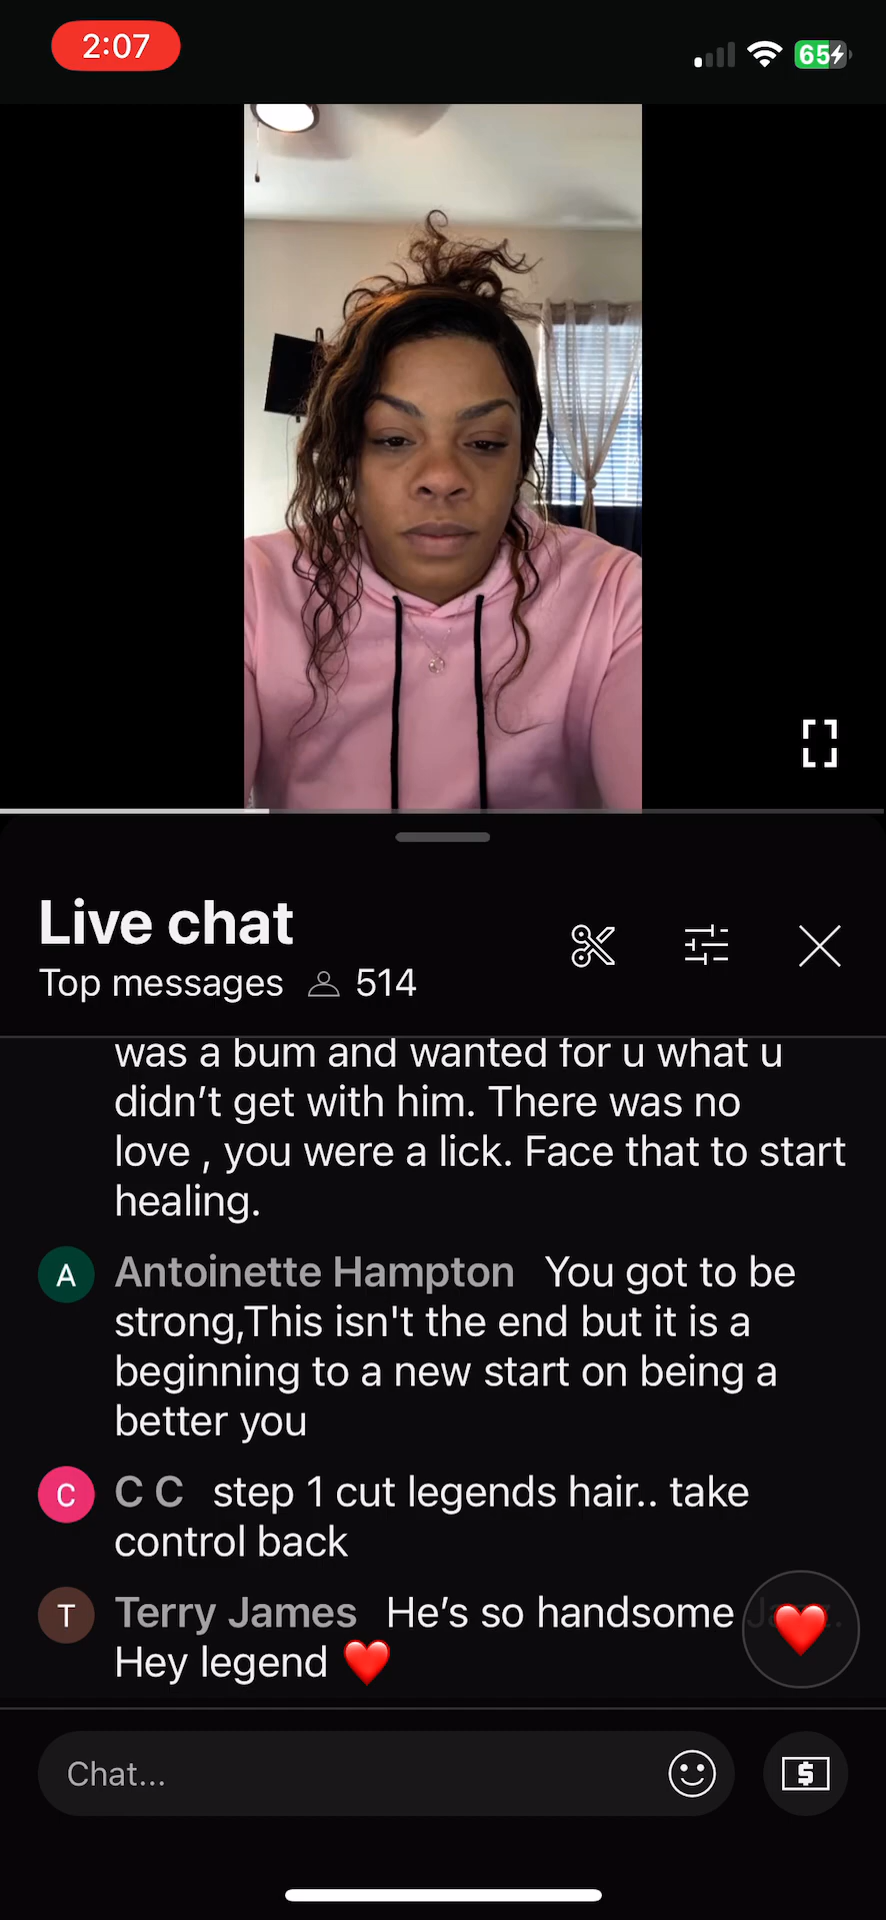 2:07
65
Live chat
Top messages 514
was a bum and wanted for u what u
didn’t get with him. There was no
love , you were a lick. Face that to start
healing.
A Antoinette Hampton You got to be
strong,This isn't the end but it is a
beginning to a new start on being a
better you
C C C step 1 cut legends hair.. take
control back
T Terry James He’s so handsome
Hey legend ❤️
Chat...
$